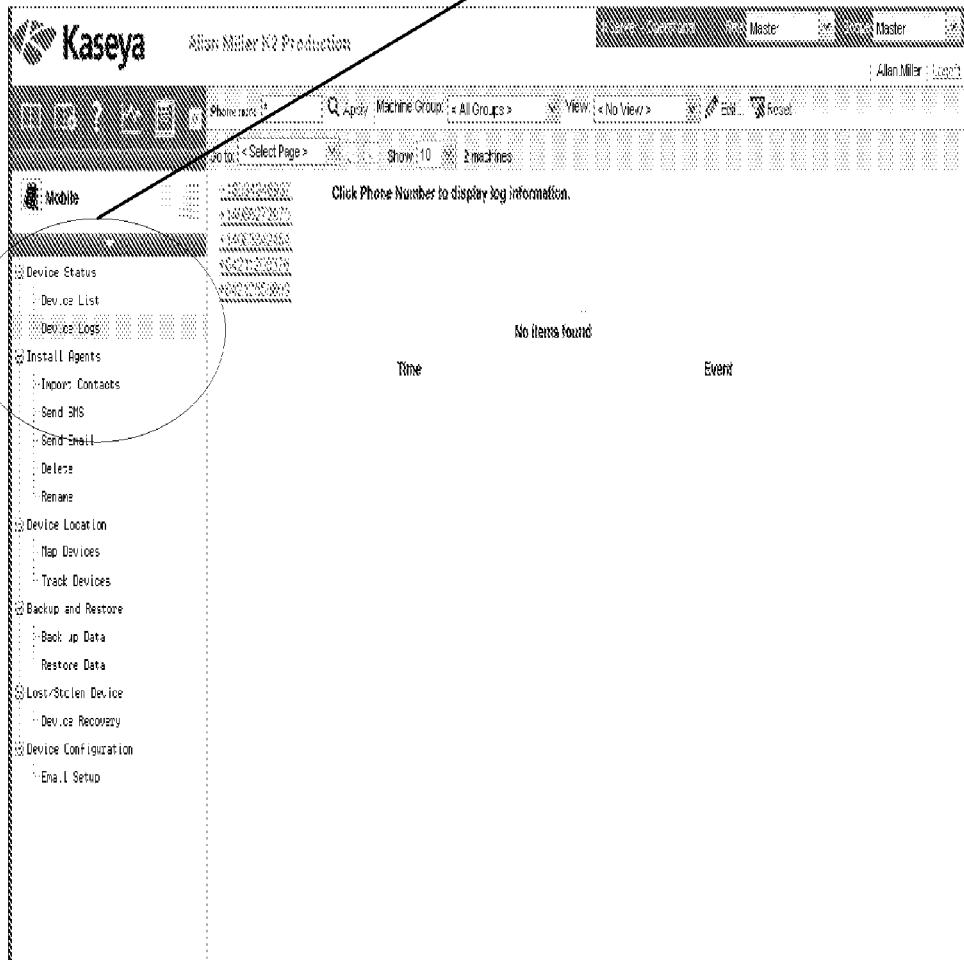 Kaseya
Allan Miller K2 Production
Master
Master
Allan Miller Logoff
Phone num: * Apply Machine Group: < All Groups > View: < No View > Edit... Reset
Go to: < Select Page > Show 10 2 machines
Mobile
Click Phone Number to display log information.
Device Status
Device List
Device Logs
No items found
Install Agents
Time Event
Import Contacts
Send SMS
Send Email
Delete
Rename
Device Location
Map Devices
Track Devices
Backup and Restore
Back up Data
Restore Data
Lost/Stolen Device
Device Recovery
Device Configuration
Email Setup